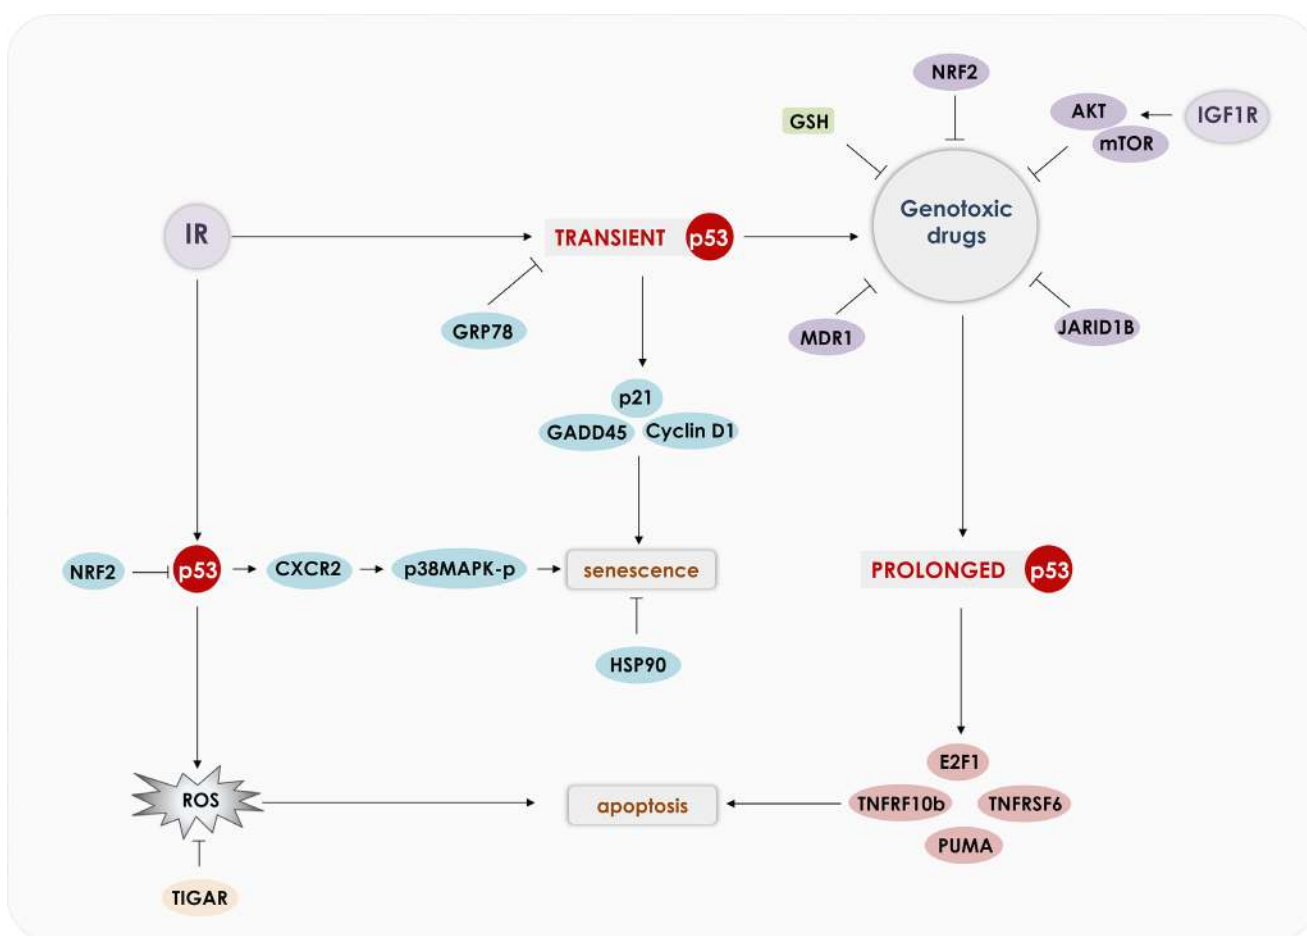 NRF2
AKT
IGF1R
GSH
mTOR
Genotoxic
drugs
IR
TRANSIENT p53
GRP78
MDR1
JARID1B
p21
GADD45 Cyclin D1
NRF2 p53 CXCR2 p38MAPK-p senescence PROLONGED p53
HSP90
E2F1
ROS apoptosis TNFRF10b TNFRSF6
PUMA
TIGAR